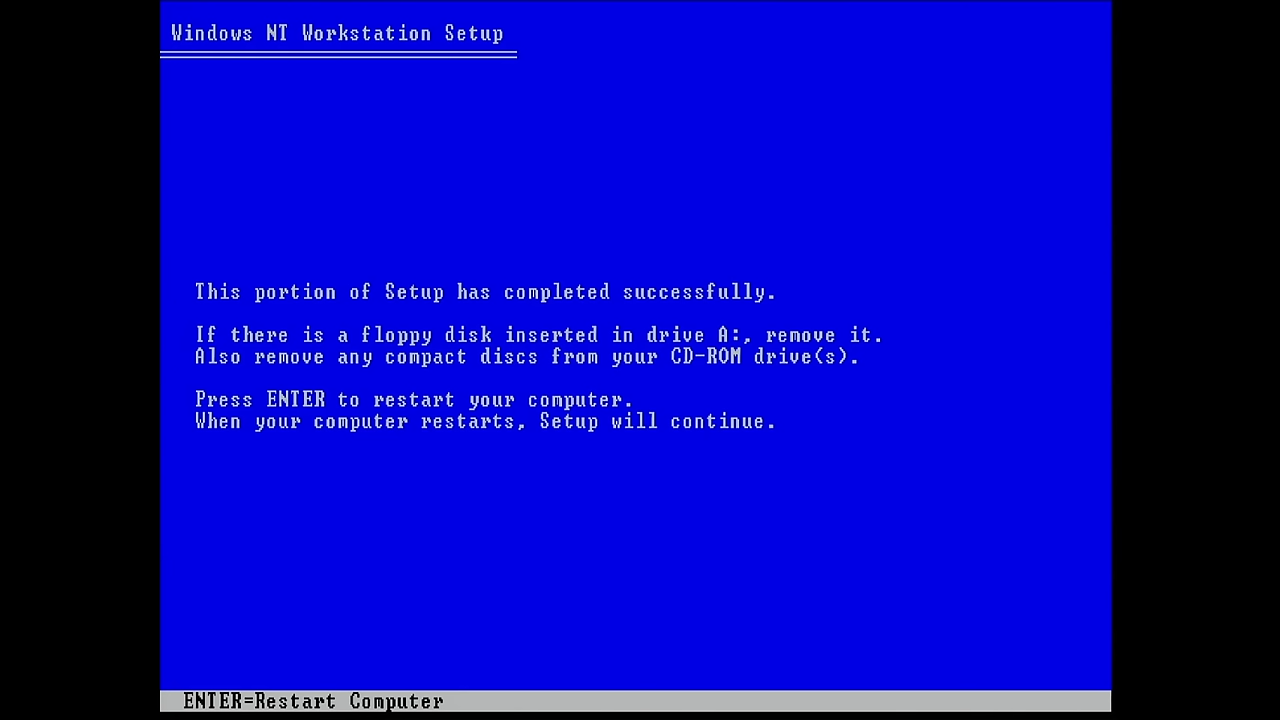 Windows NT Workstation Setup
This portion of Setup has completed successfully.
If there is a floppy disk inserted in drive A:, remove it.
Also remove any compact discs from your CD-ROM drive(s).
Press ENTER to restart your computer.
When your computer restarts, Setup will continue.
ENTER=Restart Computer